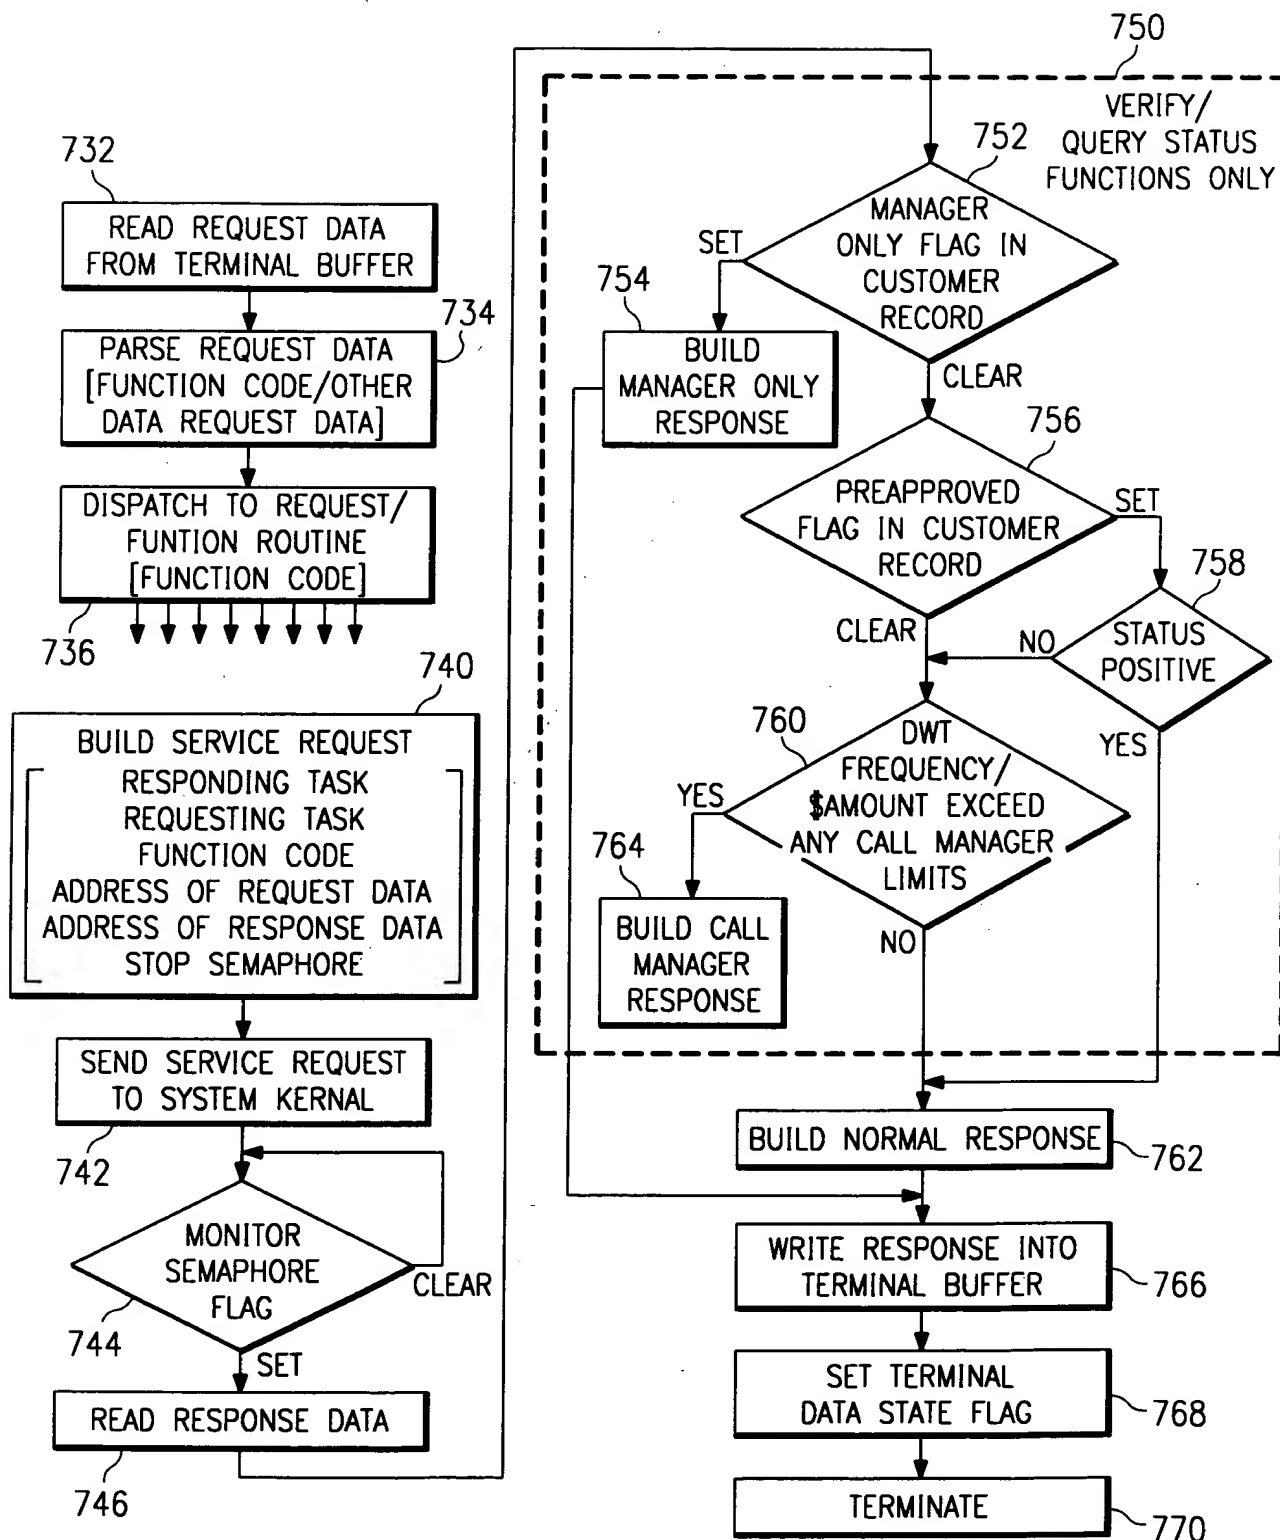 732
READ REQUEST DATA
FROM TERMINAL BUFFER
734
PARSE REQUEST DATA
[FUNCTION CODE/OTHER
DATA REQUEST DATA]
DISPATCH TO REQUEST/
FUNTION ROUTINE
[FUNCTION CODE]
736
740
BUILD SERVICE REQUEST
RESPONDING TASK
REQUESTING TASK
FUNCTION CODE
ADDRESS OF REQUEST DATA
ADDRESS OF RESPONSE DATA
STOP SEMAPHORE
SEND SERVICE REQUEST
TO SYSTEM KERNAL
742
MONITOR
SEMAPHORE
FLAG
CLEAR
744
SET
READ RESPONSE DATA
746
750
VERIFY/
QUERY STATUS
FUNCTIONS ONLY
752
MANAGER
ONLY FLAG IN
CUSTOMER
RECORD
SET
754
BUILD
MANAGER ONLY
RESPONSE
CLEAR
756
PREAPPROVED
FLAG IN CUSTOMER
RECORD
SET
758
STATUS
POSITIVE
NO
CLEAR
YES
760
DWT
FREQUENCY/
$AMOUNT EXCEED
ANY CALL MANAGER
LIMITS
YES
764
BUILD CALL
MANAGER
RESPONSE
NO
BUILD NORMAL RESPONSE
762
WRITE RESPONSE INTO
TERMINAL BUFFER
766
SET TERMINAL
DATA STATE FLAG
768
TERMINATE
770